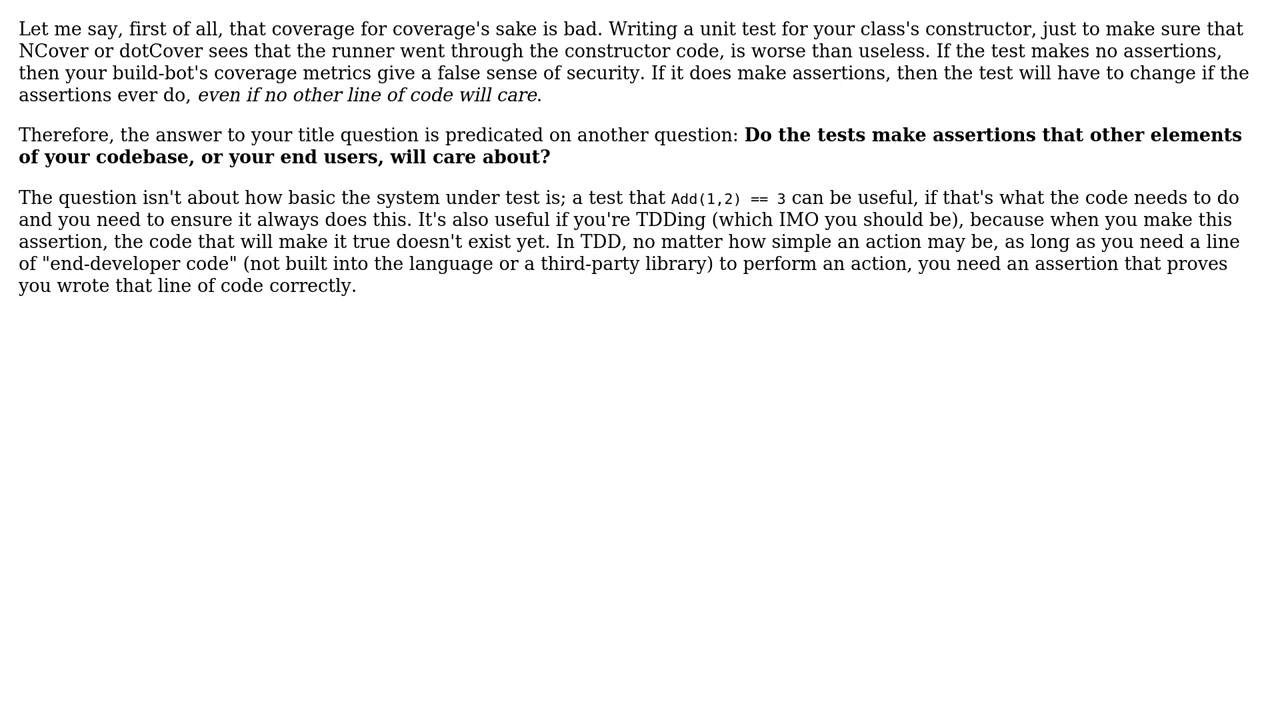 Let me say, first of all, that coverage for coverage's sake is bad. Writing a unit test for your class's constructor, just to make sure that
NCover or dotCover sees that the runner went through the constructor code, is worse than useless. If the test makes no assertions,
then your build-bot's coverage metrics give a false sense of security. If it does make assertions, then the test will have to change if the
assertions ever do, even if no other line of code will care.
Therefore, the answer to your title question is predicated on another question: Do the tests make assertions that other elements
of your codebase, or your end users, will care about?
The question isn't about how basic the system under test is; a test that Add(1,2) == 3 can be useful, if that's what the code needs to do
and you need to ensure it always does this. It's also useful if you're TDDing (which IMO you should be), because when you make this
assertion, the code that will make it true doesn't exist yet. In TDD, no matter how simple an action may be, as long as you need a line
of "end-developer code" (not built into the language or a third-party library) to perform an action, you need an assertion that proves
you wrote that line of code correctly.